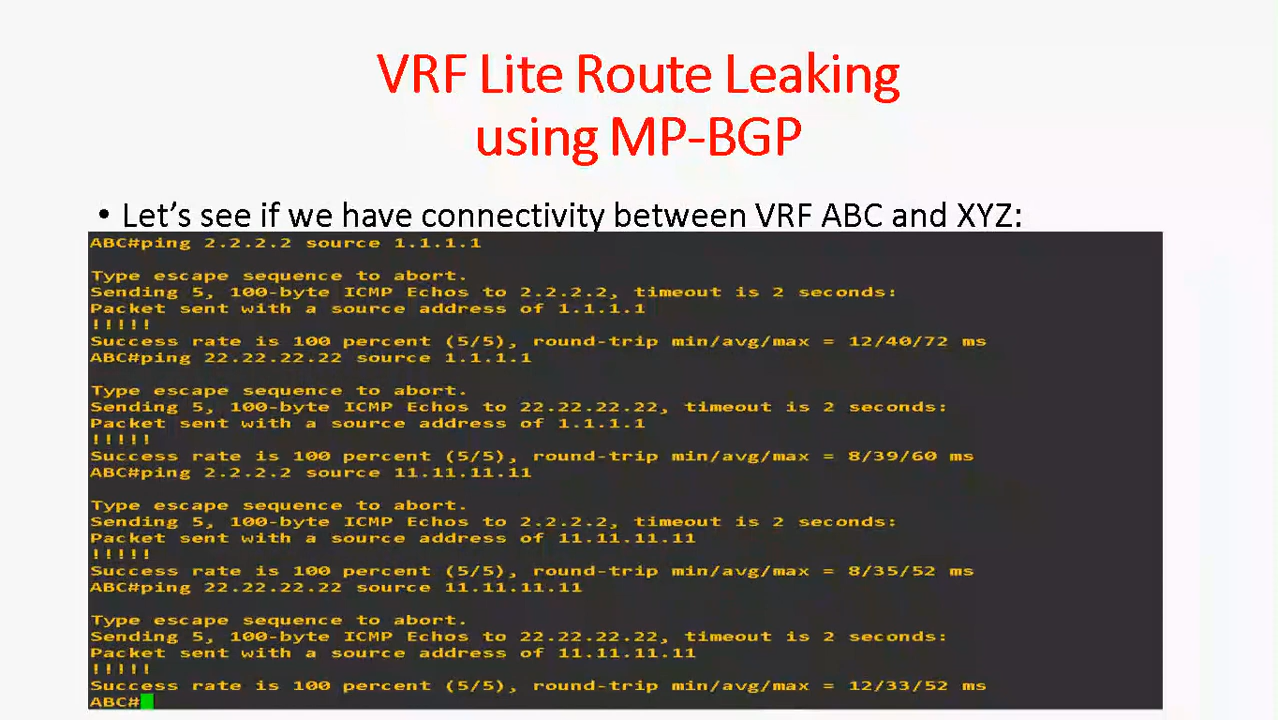 VRF Lite Route Leaking
using MP-BGP
• Let's see if we have connectivity between VRF ABC and XYZ:
ABC#ping 2.2.2.2 source 1.1.1.1
Type escape sequence to abort.
Sending 5, 100-byte ICMP Echos to 2.2.2.2, timeout is 2 seconds:
Packet sent with a source address of 1.1.1.1
!!!!!
Success rate is 100 percent (5/5), round-trip min/avg/max = 12/40/72 ms
ABC#ping 22.22.22.22 source 1.1.1.1
Type escape sequence to abort.
Sending 5, 100-byte ICMP Echos to 22.22.22.22, timeout is 2 seconds:
Packet sent with a source address of 1.1.1.1
!!!!!
Success rate is 100 percent (5/5), round-trip min/avg/max = 8/39/60 ms
ABC#ping 2.2.2.2 source 11.11.11.11
Type escape sequence to abort.
Sending 5, 100-byte ICMP Echos to 2.2.2.2, timeout is 2 seconds:
Packet sent with a source address of 11.11.11.11
!!!!!
Success rate is 100 percent (5/5), round-trip min/avg/max = 8/35/52 ms
ABC#ping 22.22.22.22 source 11.11.11.11
Type escape sequence to abort.
Sending 5, 100-byte ICMP Echos to 22.22.22.22, timeout is 2 seconds:
Packet sent with a source address of 11.11.11.11
!!!!!
Success rate is 100 percent (5/5), round-trip min/avg/max = 12/33/52 ms
ABC#